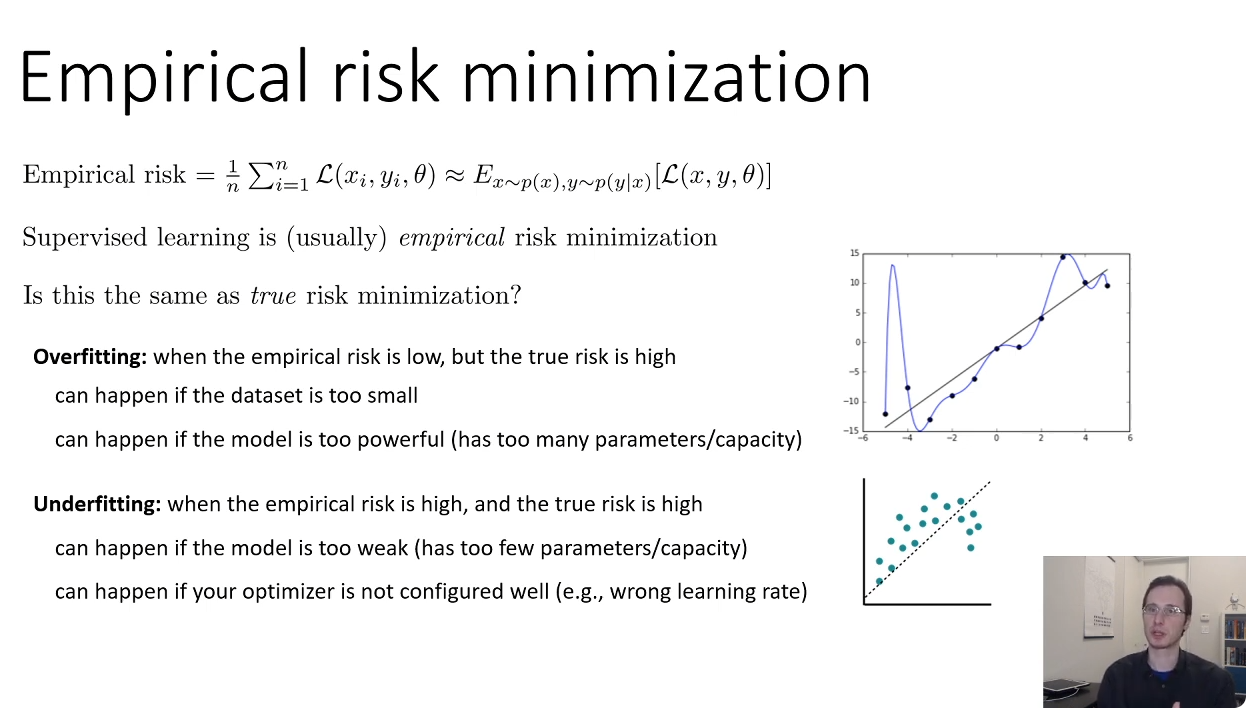 Empirical risk minimization
Empirical risk = \frac{1}{n} \sum_{i=1}^{n} \mathcal{L}(x_i, y_i, \theta) \approx E_{x \sim p(x), y \sim p(y|x)}[\mathcal{L}(x, y, \theta)]
Supervised learning is (usually) empirical risk minimization
Is this the same as true risk minimization?
Overfitting: when the empirical risk is low, but the true risk is high
can happen if the dataset is too small
can happen if the model is too powerful (has too many parameters/capacity)
Underfitting: when the empirical risk is high, and the true risk is high
can happen if the model is too weak (has too few parameters/capacity)
can happen if your optimizer is not configured well (e.g., wrong learning rate)
15
10
5
0
−5
−10
−15
−6 −4 −2 0 2 4 6